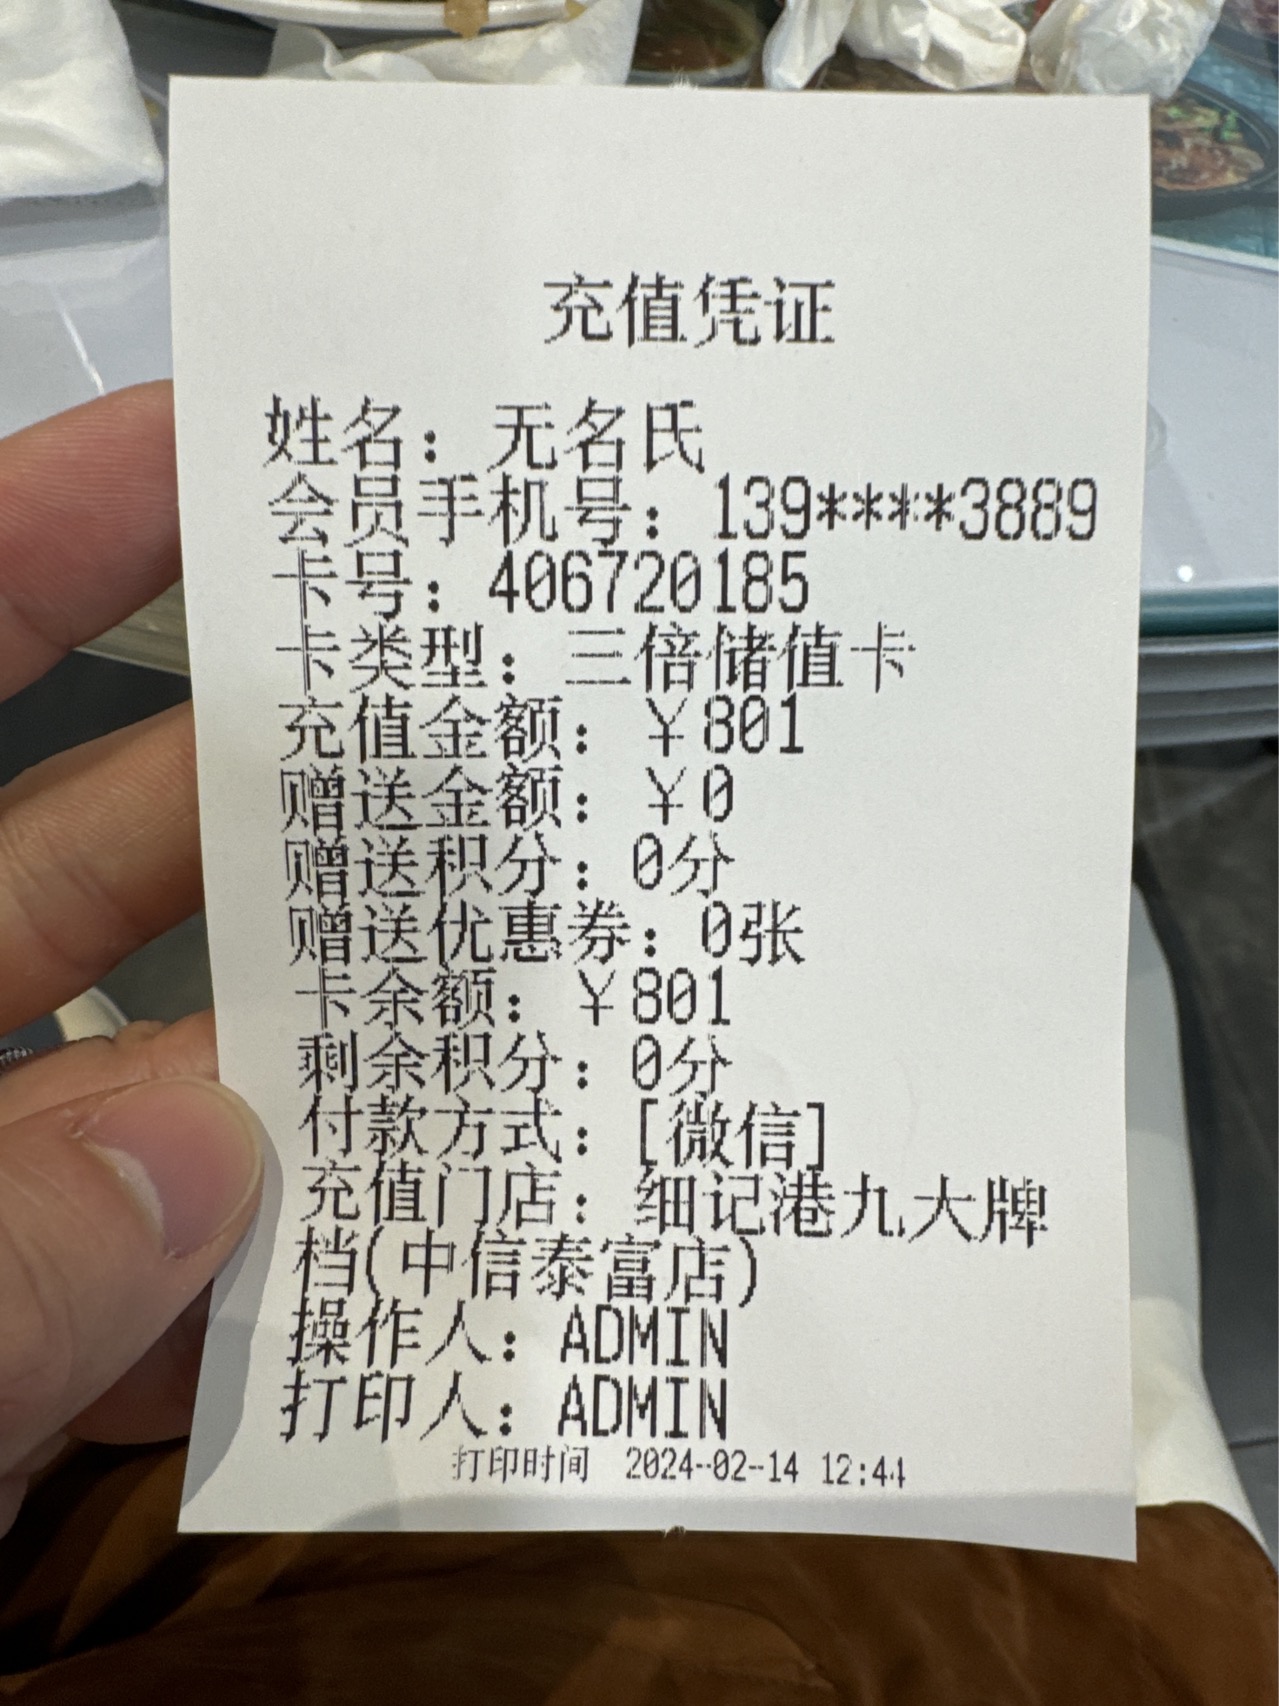 充值凭证
姓名：无名氏
会员手机号：139****3889
卡号：406720185
卡类型：三倍储值卡
充值金额：￥801
赠送金额：￥0
赠送积分：0分
赠送优惠券：0张
卡余额：￥801
剩余积分：0分
付款方式：[微信]
充值门店：细记港九大牌
档(中信泰富店)
操作人：ADMIN
打印人：ADMIN
打印时间 2024-02-14 12:44